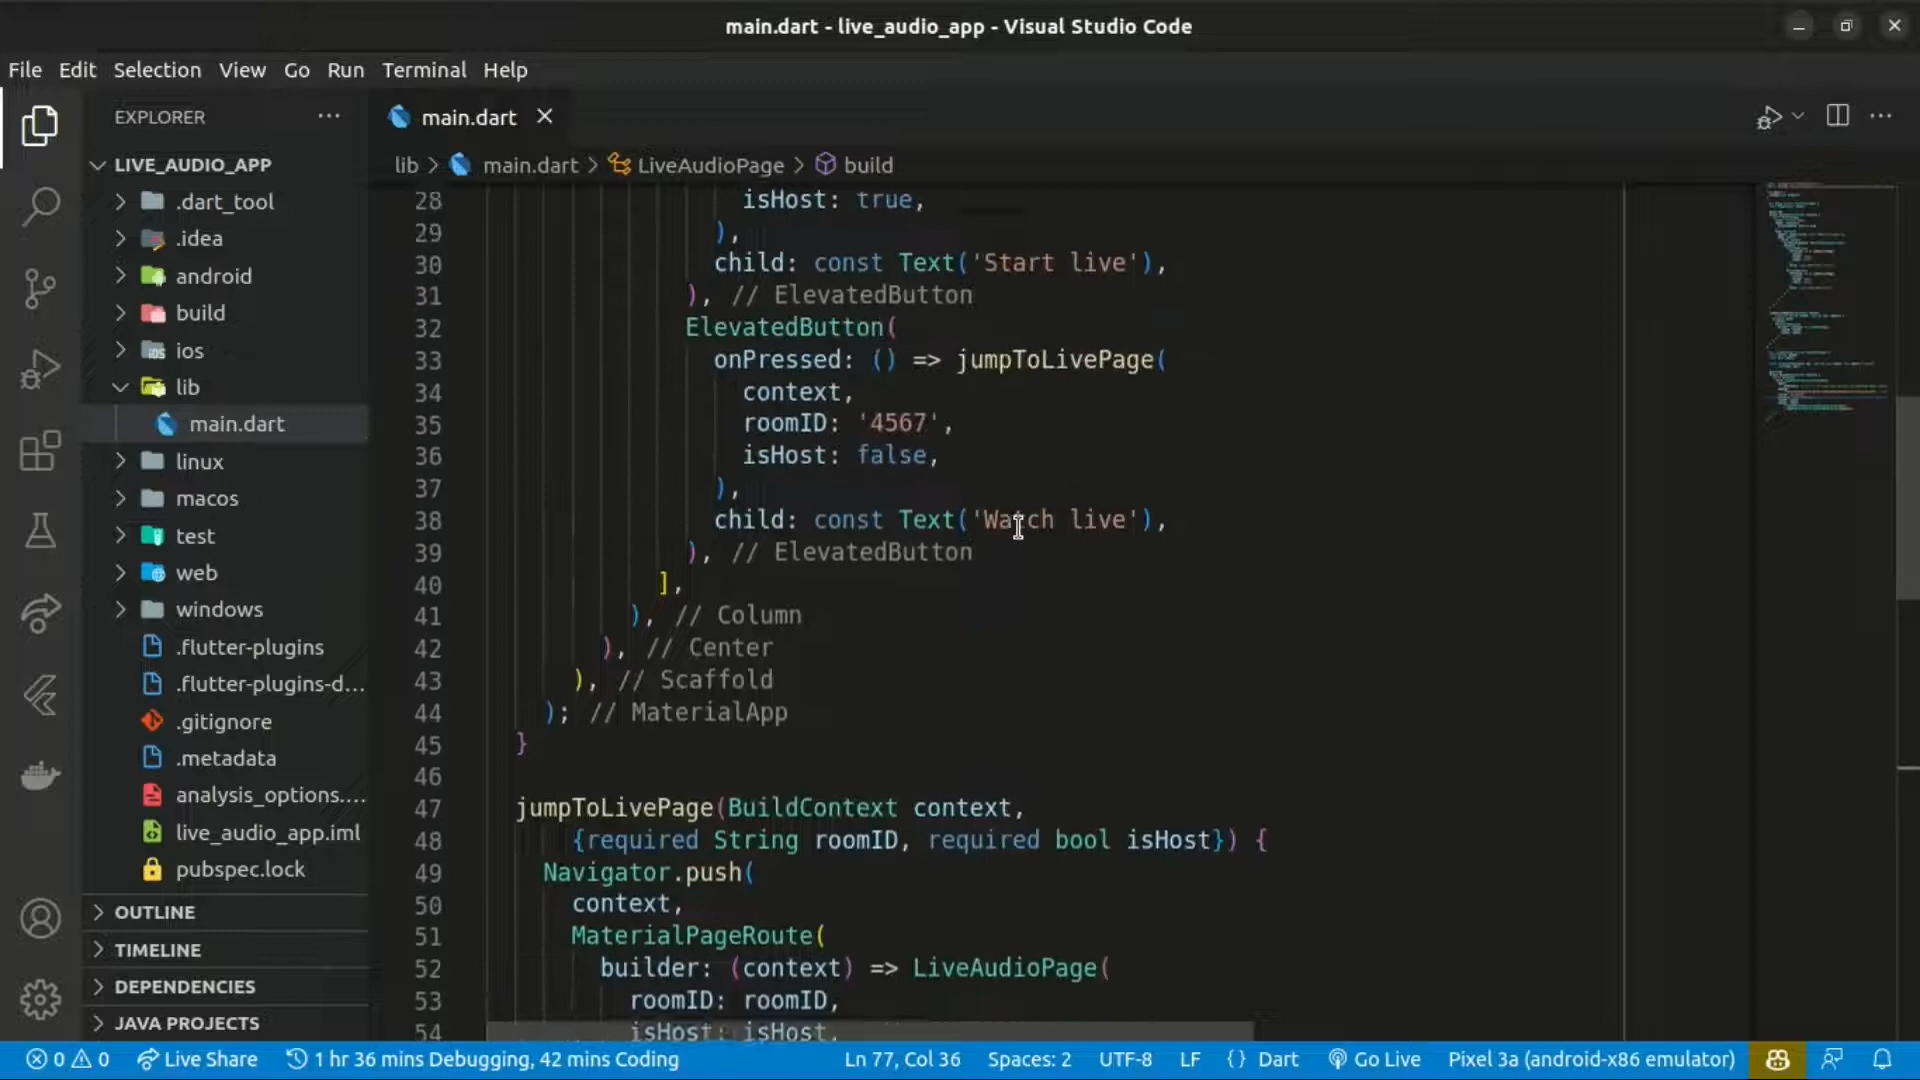 main.dart - live_audio_app - Visual Studio Code
File Edit Selection View Go Run Terminal Help
EXPLORER
main.dart
LIVE_AUDIO_APP
lib > main.dart > LiveAudioPage > build
.dart_tool
.idea
android
build
ios
lib
main.dart
linux
macos
test
web
windows
.flutter-plugins
.flutter-plugins-d...
.gitignore
.metadata
analysis_options....
live_audio_app.iml
pubspec.lock
OUTLINE
TIMELINE
DEPENDENCIES
JAVA PROJECTS
28 isHost: true,
29 ),
30 child: const Text('Start live'),
31 ), // ElevatedButton
32 ElevatedButton(
33 onPressed: () => jumpToLivePage(
34 context,
35 roomID: '4567',
36 isHost: false,
37 ),
38 child: const Text('Watch live'),
39 ), // ElevatedButton
40 ],
41 ), // Column
42 ), // Center
43 ), // Scaffold
44 ); // MaterialApp
45 }
46
47 jumpToLivePage(BuildContext context,
48 {required String roomID, required bool isHost}) {
49 Navigator.push(
50 context,
51 MaterialPageRoute(
52 builder: (context) => LiveAudioPage(
53 roomID: roomID,
54 isHost: isHost,
0 0 Live Share 1 hr 36 mins Debugging, 42 mins Coding Ln 77, Col 36 Spaces: 2 UTF-8 LF {} Dart Go Live Pixel 3a (android-x86 emulator)